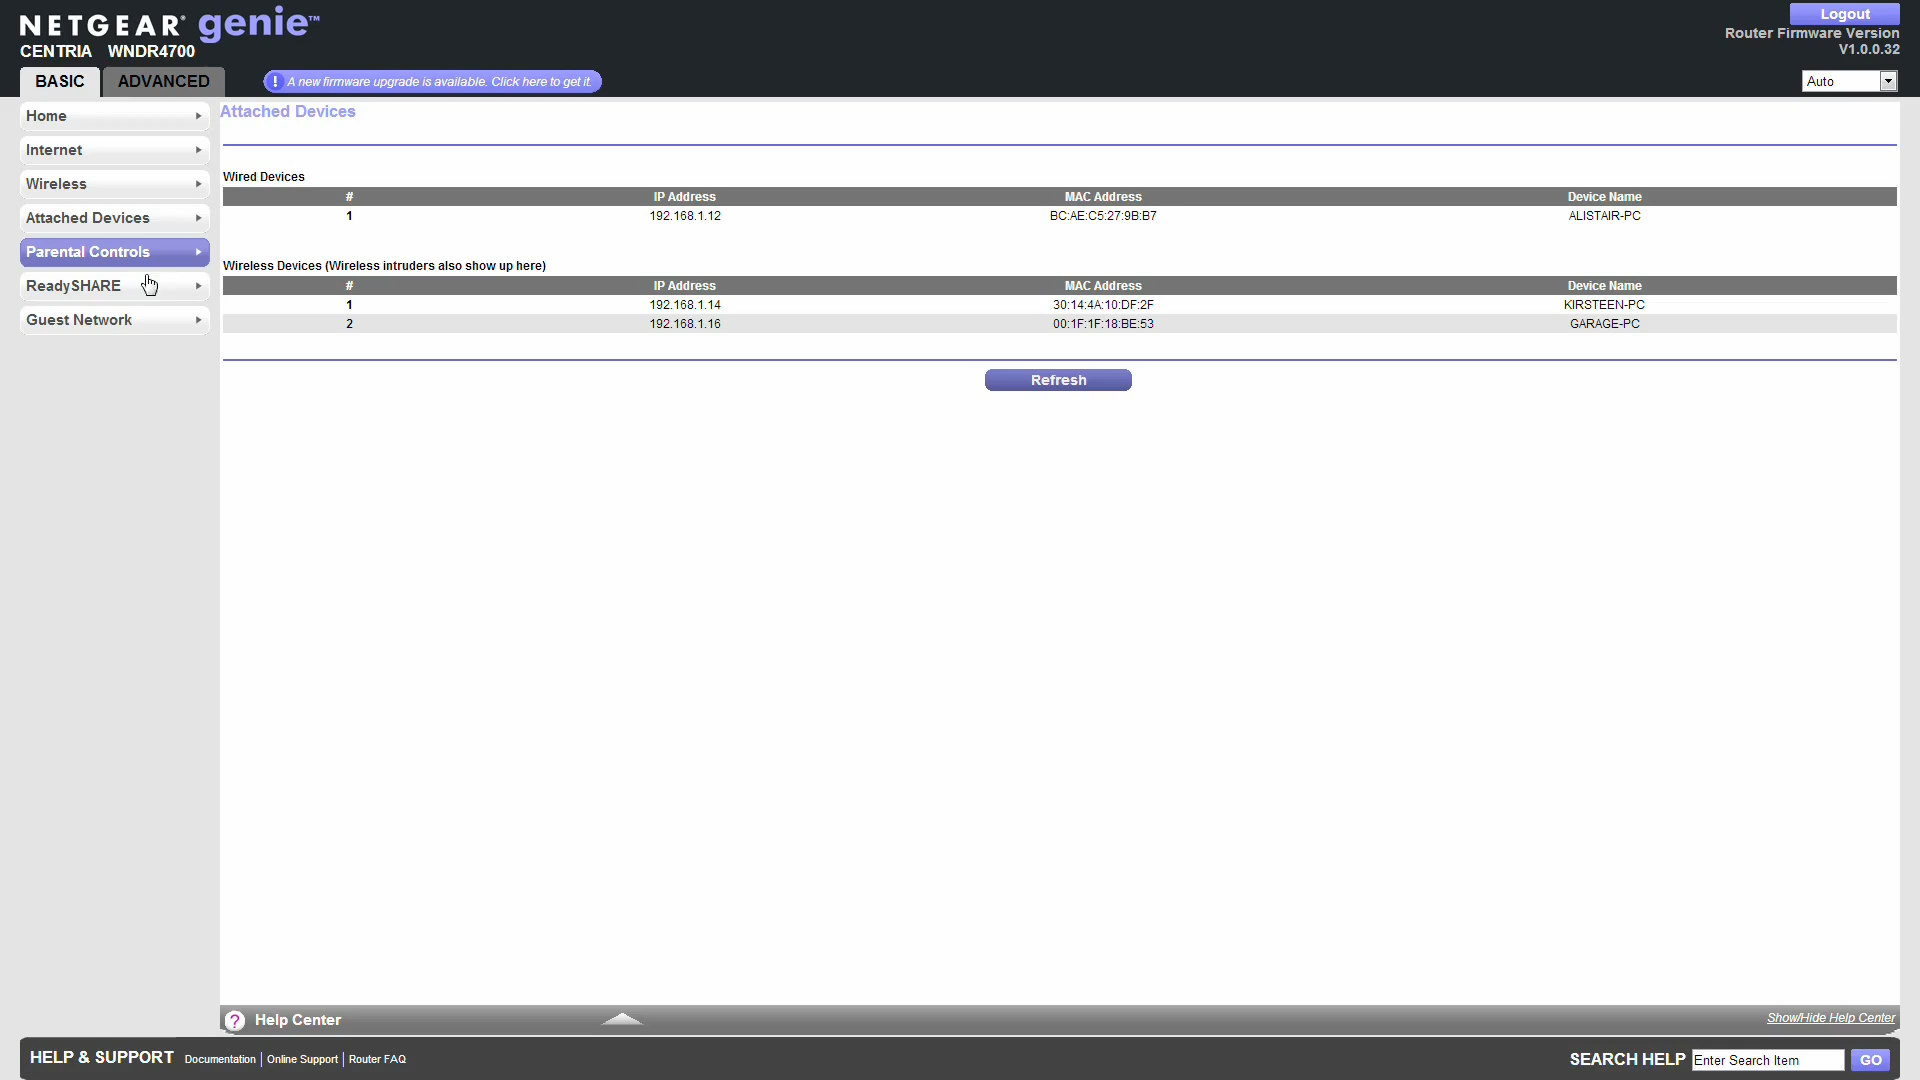 NETGEAR® genie™
Logout
CENTRIA WNDR4700
Router Firmware Version
V1.0.0.32
BASIC ADVANCED
! A new firmware upgrade is available. Click here to get it.
Auto
Home
Internet
Wireless
Attached Devices
Parental Controls
ReadySHARE
Guest Network
Attached Devices
Wired Devices
# IP Address MAC Address Device Name
1 192.168.1.12 BC:AE:C5:27:9B:B7 ALISTAIR-PC
Wireless Devices (Wireless intruders also show up here)
# IP Address MAC Address Device Name
1 192.168.1.14 30:14:4A:10:DF:2F KIRSTEEN-PC
2 192.168.1.16 00:1F:1F:18:BE:53 GARAGE-PC
Refresh
? Help Center
Show/Hide Help Center
HELP & SUPPORT Documentation | Online Support | Router FAQ
SEARCH HELP Enter Search Item GO